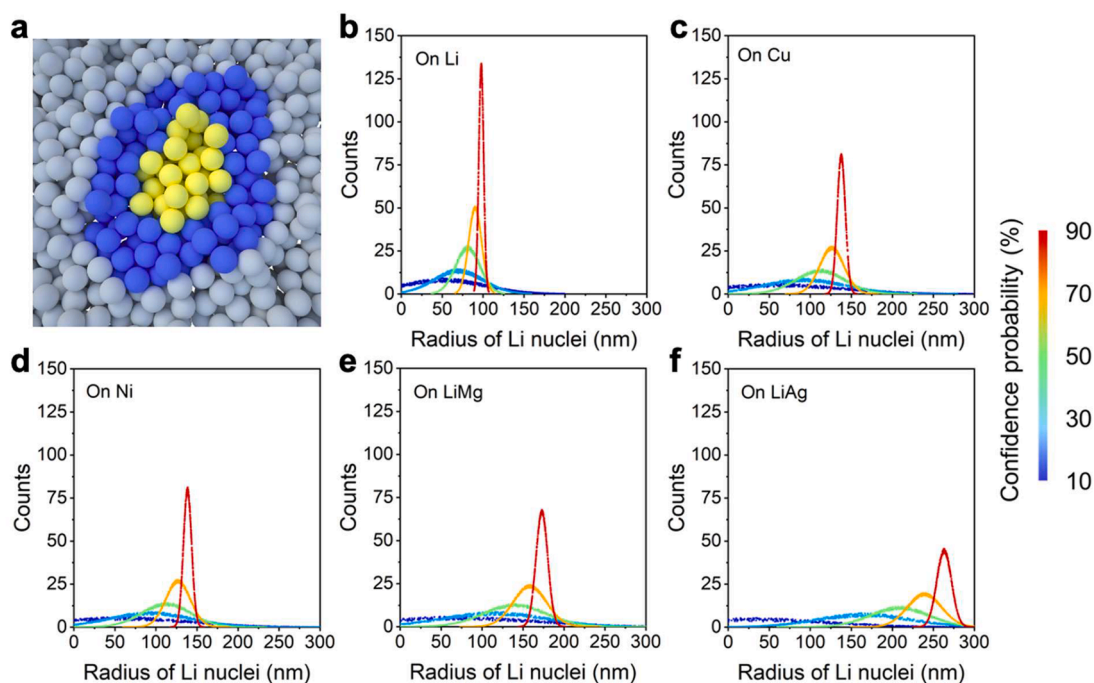 a
b
150
125
100
75
50
25
0
Counts
On Li
0 50 100 150 200 250 300
Radius of Li nuclei (nm)
c
150
125
100
75
50
25
0
Counts
On Cu
0 50 100 150 200 250 300
Radius of Li nuclei (nm)
d
150
125
100
75
50
25
0
Counts
On Ni
0 50 100 150 200 250 300
Radius of Li nuclei (nm)
e
150
125
100
75
50
25
0
Counts
On LiMg
0 50 100 150 200 250 300
Radius of Li nuclei (nm)
f
150
125
100
75
50
25
0
Counts
On LiAg
0 50 100 150 200 250 300
Radius of Li nuclei (nm)
Confidence probability (%)
90
70
50
30
10